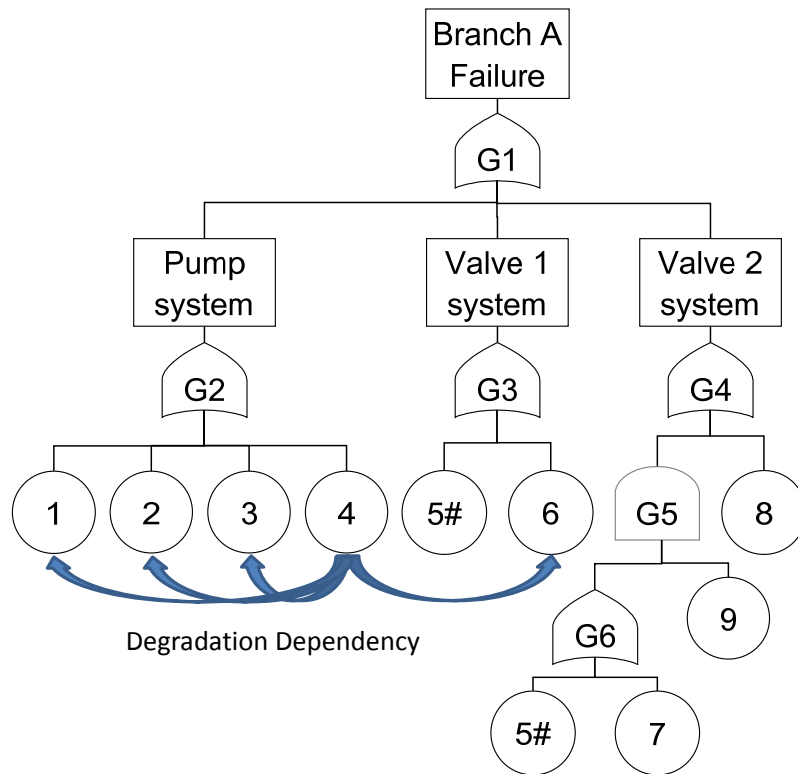 Branch A
Failure
G1
Pump
system
Valve 1
system
Valve 2
system
G2
G3
G4
1
2
3
4
5#
6
G5
8
Degradation Dependency
G6
9
5#
7